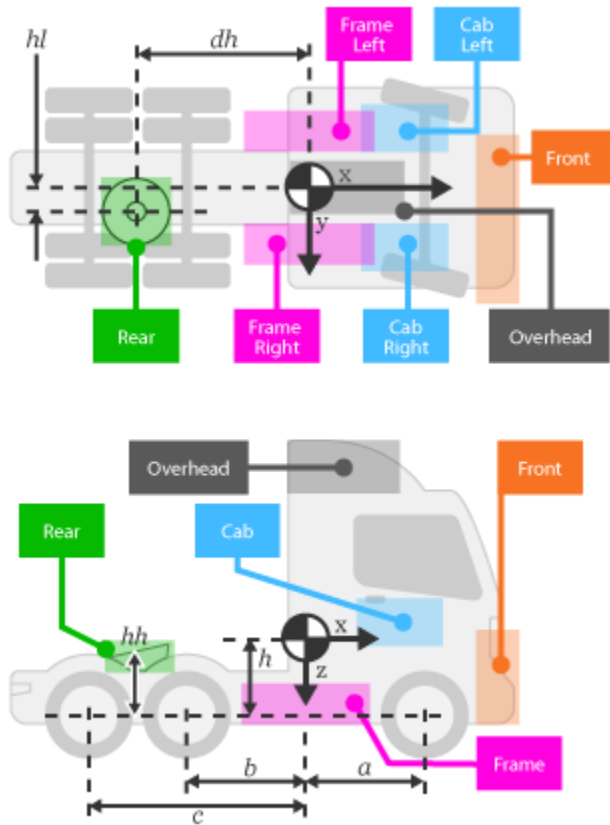 hl
dh
Frame
Left
Cab
Left
Front
x
y
Rear
Frame
Right
Cab
Right
Overhead
Overhead
Front
Rear
Cab
hh
h
x
z
b
a
c
Frame